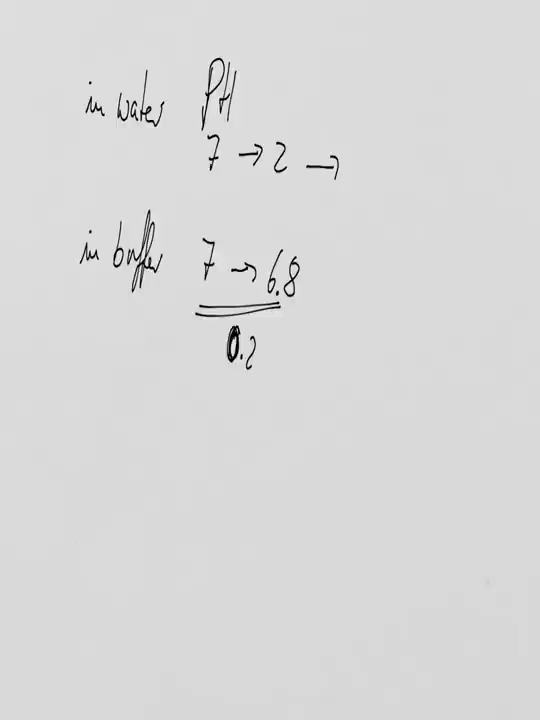 in water PH
7 → 2 →
in buffer 7 → 6.8
0.2